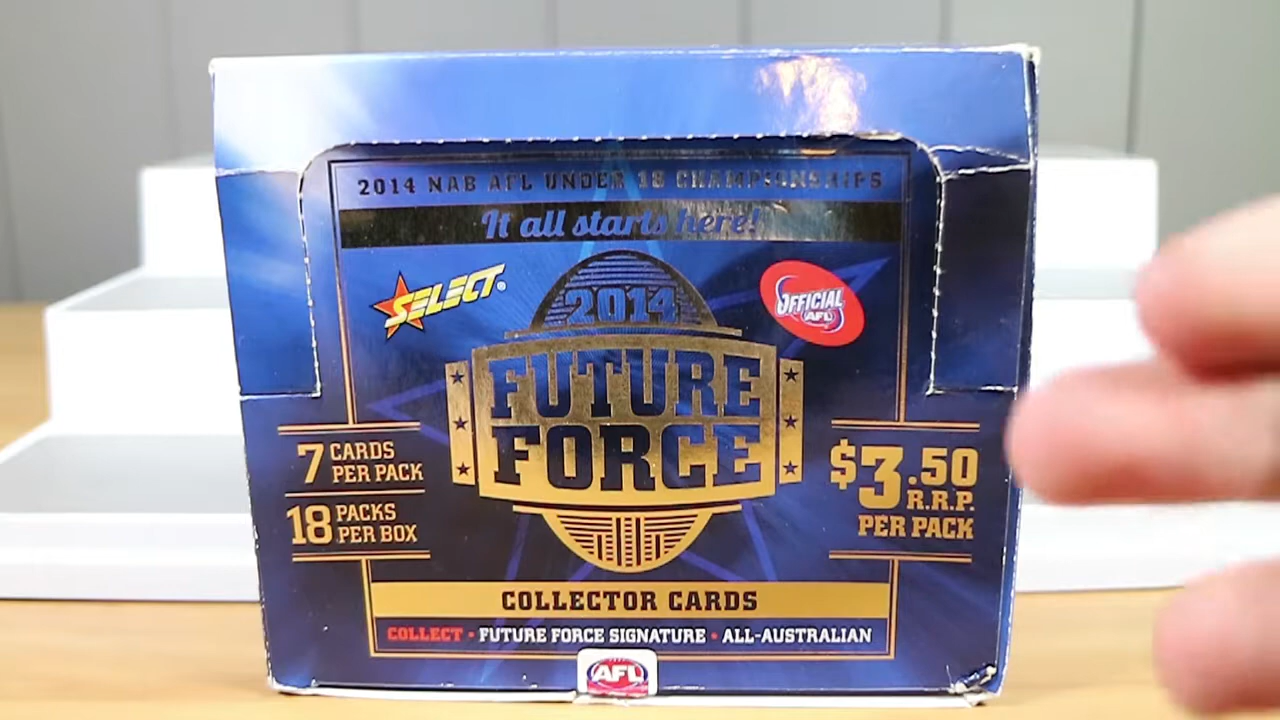 2014 NAB AFL UNDER 18 CHAMPIONSHIPS
It all starts here!
SELECT®
OFFICIAL
AFL
2014
FUTURE
FORCE
7 CARDS
PER PACK
18 PACKS
PER BOX
$3.50
R.R.P.
PER PACK
COLLECTOR CARDS
COLLECT • FUTURE FORCE SIGNATURE • ALL-AUSTRALIAN
AFL